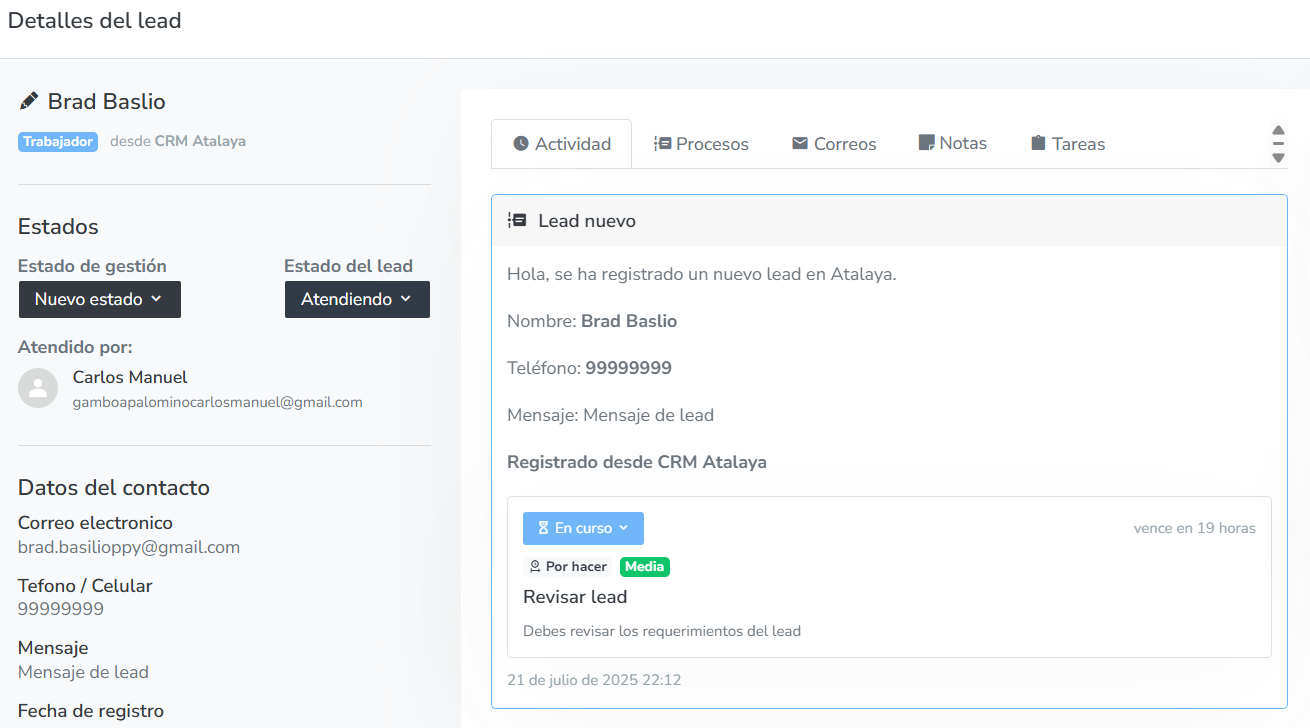 Detalles del lead
Brad Baslio
Trabajador desde CRM Atalaya
Estados
Estado de gestión Estado del lead
Nuevo estado Atendiendo
Atendido por:
Carlos Manuel
gamboapalominocarlosmanuel@gmail.com
Datos del contacto
Correo electronico
brad.basilioppy@gmail.com
Tefono / Celular
99999999
Mensaje
Mensaje de lead
Fecha de registro
Actividad Procesos Correos Notas Tareas
Lead nuevo
Hola, se ha registrado un nuevo lead en Atalaya.
Nombre: Brad Baslio
Teléfono: 99999999
Mensaje: Mensaje de lead
Registrado desde CRM Atalaya
En curso vence en 19 horas
Por hacer Media
Revisar lead
Debes revisar los requerimientos del lead
21 de julio de 2025 22:12